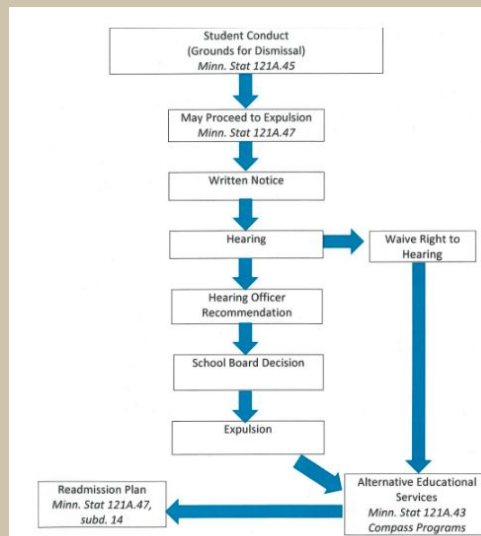 Student Conduct
(Grounds for Dismissal)
Minn. Stat 121A.45
May Proceed to Expulsion
Minn. Stat 121A.47
Written Notice
Hearing
Waive Right to
Hearing
Hearing Officer
Recommendation
School Board Decision
Expulsion
Alternative Educational
Services
Minn. Stat 121A.43
Compass Programs
Readmission Plan
Minn. Stat 121A.47,
subd. 14